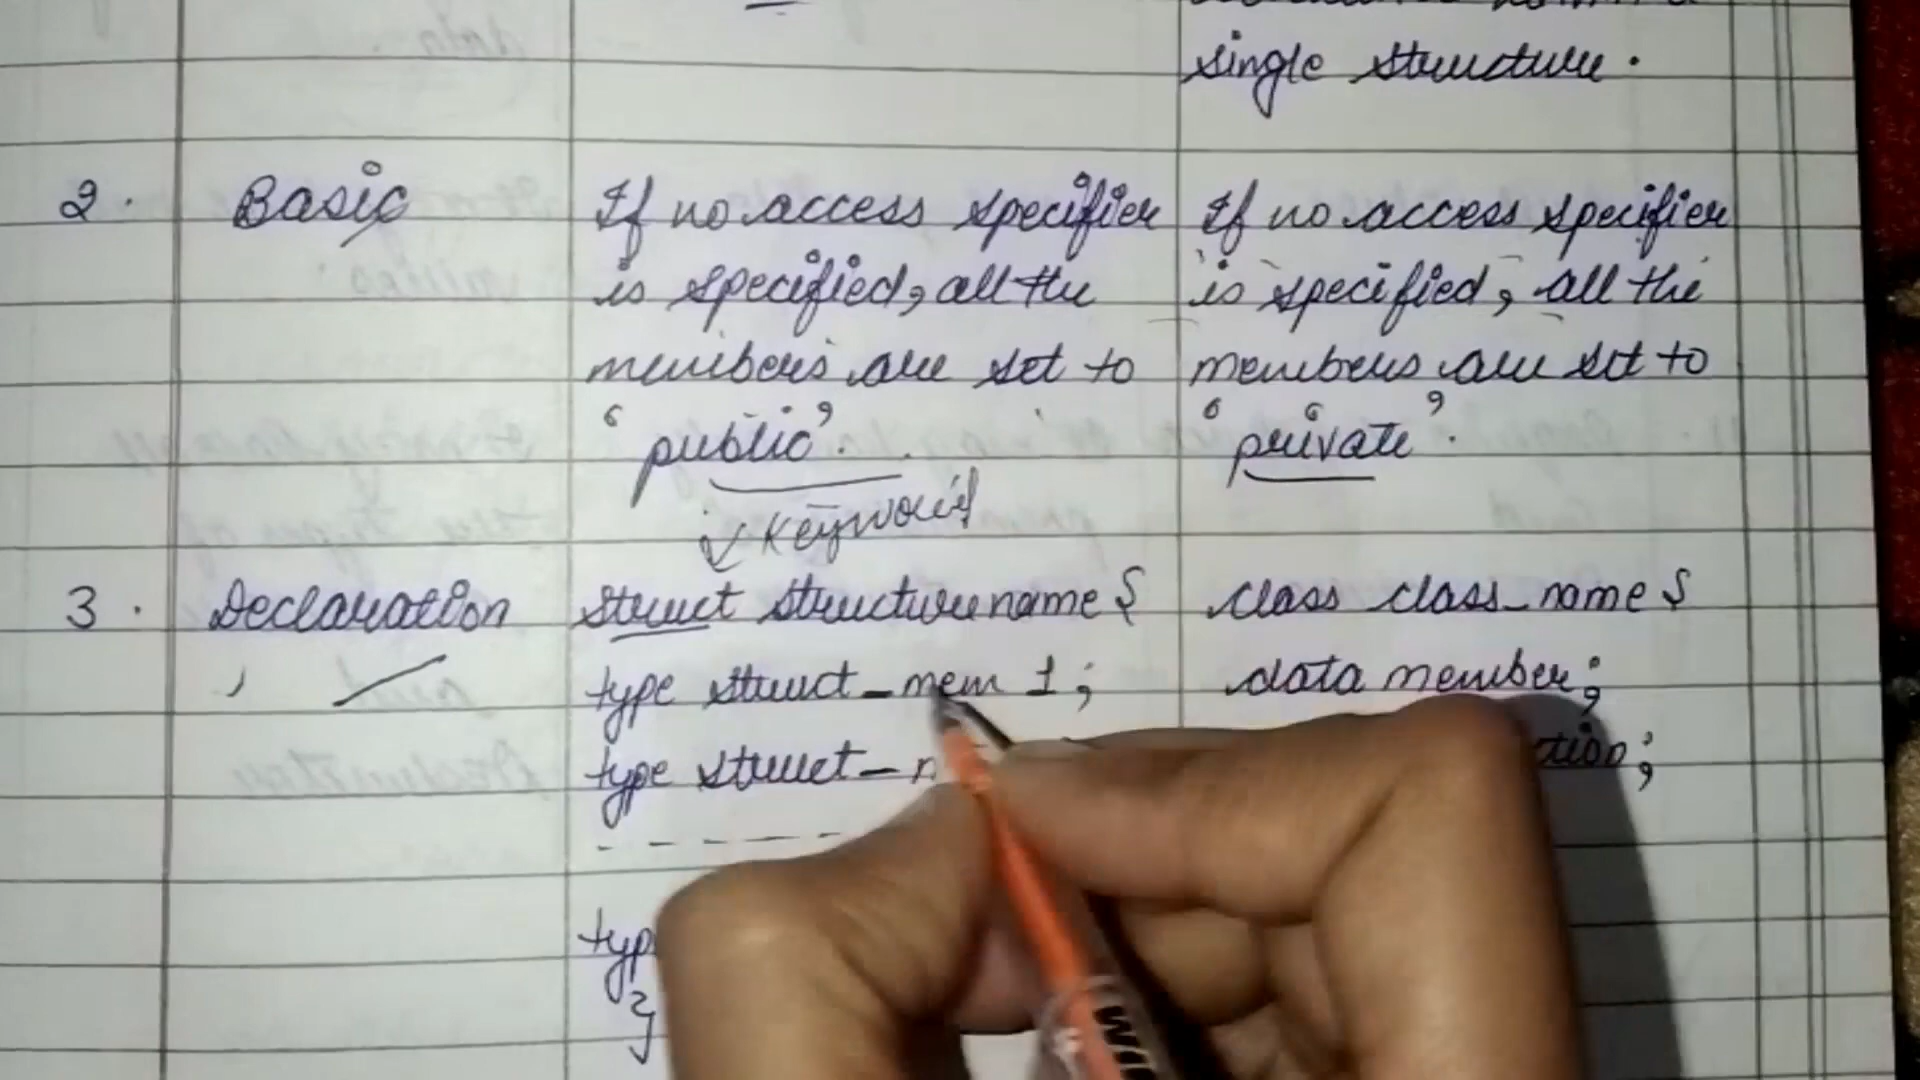 single structure.
2. Basic
If no access specifier
is specified, all the
members are set to
'public'.
Keyword
If no access specifier
is specified, all the
members are set to
'private'.
3. Declaration
struct structurename {
type struct_mem 1;
type struct_
typ
}
class class_name {
data member;
ction;